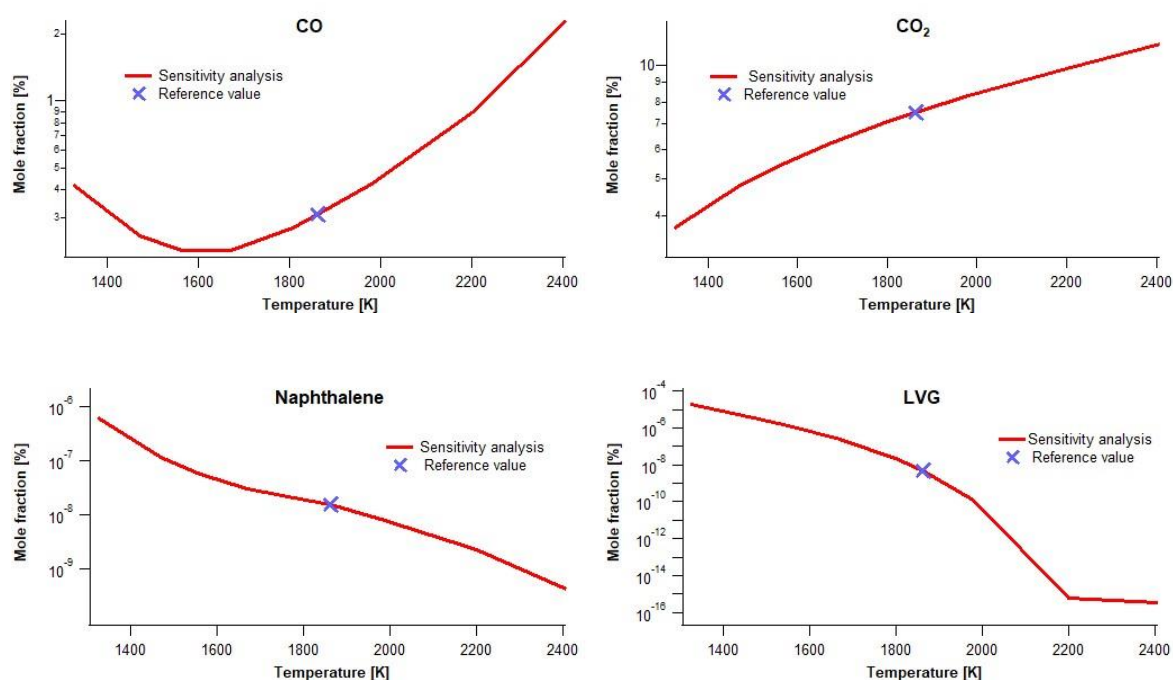 CO
Mole fraction [%]
2
1
9
8
7
6
5
4
3
Sensitivity analysis
Reference value
1400 1600 1800 2000 2200 2400
Temperature [K]
CO₂
Mole fraction [%]
10
9
8
7
6
5
4
Sensitivity analysis
Reference value
1400 1600 1800 2000 2200 2400
Temperature [K]
Naphthalene
Mole fraction [%]
10⁻⁶
10⁻⁷
10⁻⁸
10⁻⁹
Sensitivity analysis
Reference value
1400 1600 1800 2000 2200 2400
Temperature [K]
LVG
Mole fraction [%]
10⁻⁴
10⁻⁶
10⁻⁸
10⁻¹⁰
10⁻¹²
10⁻¹⁴
10⁻¹⁶
Sensitivity analysis
Reference value
1400 1600 1800 2000 2200 2400
Temperature [K]